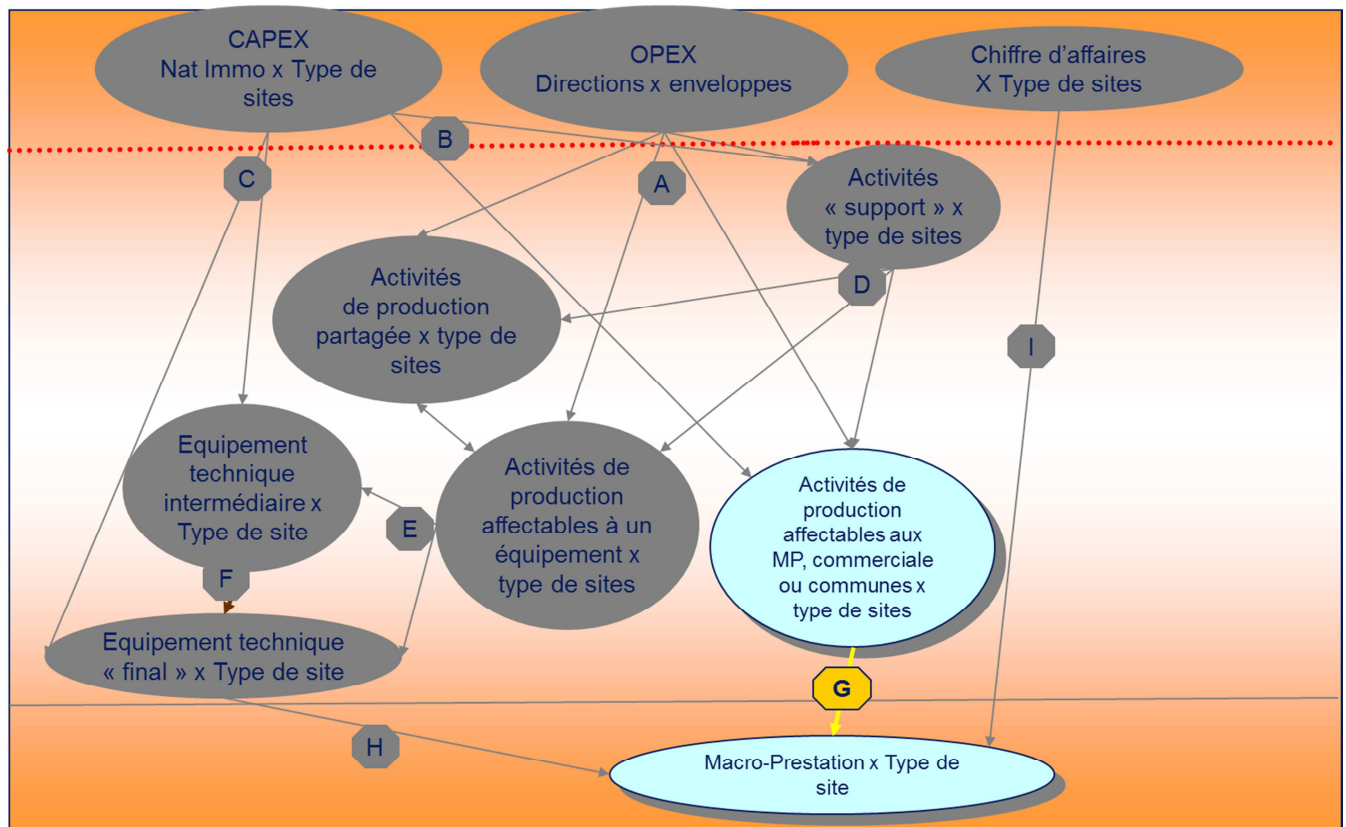 CAPEX
Nat Immo x Type de
sites
OPEX
Directions x enveloppes
Chiffre d’affaires
X Type de sites
B
C
A
Activités
« support » x
type de sites
D
Activités
de production
partagée x type de
sites
I
Equipement
technique
intermédiaire x
Type de site
E
Activités de
production
affectables à un
équipement x
type de sites
Activités de
production
affectables aux
MP, commerciale
ou communes x
type de sites
F
Equipement technique
« final » x Type de site
G
H
Macro-Prestation x Type de
site